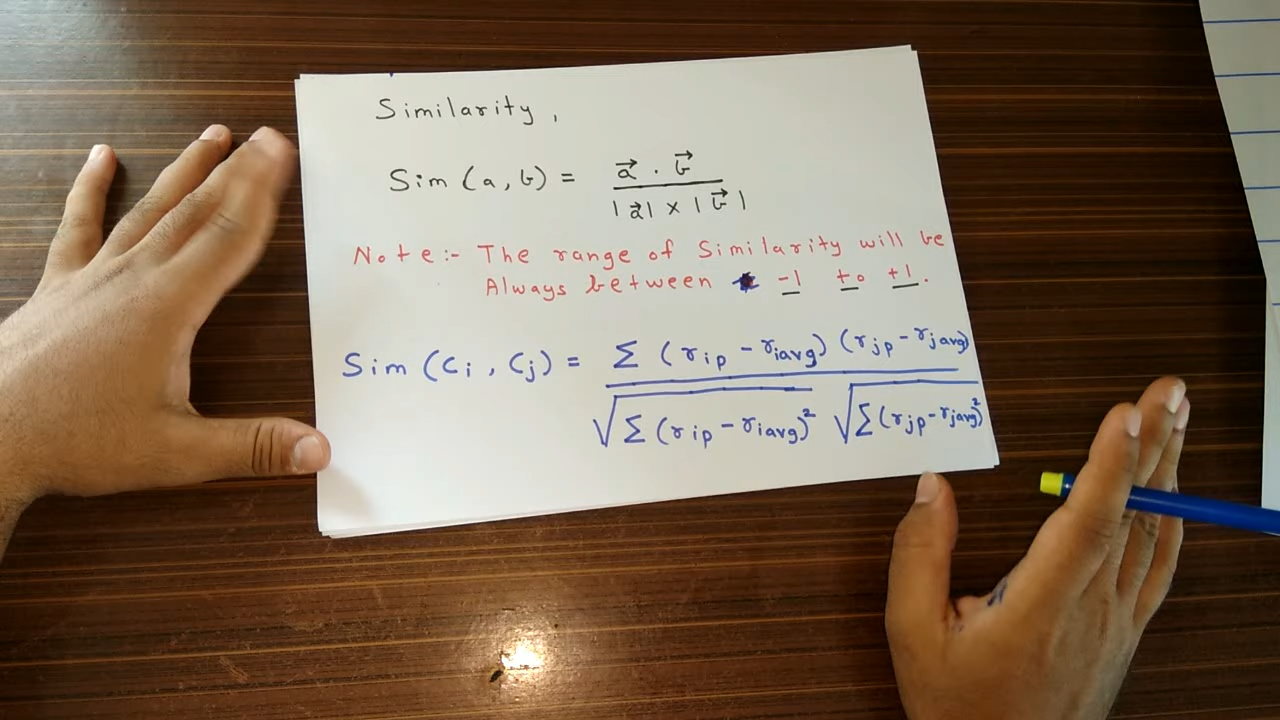 Similarity,
Sim (a, b) = a⃗ . b⃗
|a⃗| × |b⃗|
Note:- The range of Similarity will be
Always between -1 to +1.
Sim (Ci, Cj) = Σ (rip - riavg) (rjp - rjavg)
√Σ (rip - riavg)² √Σ (rjp - rjavg)²